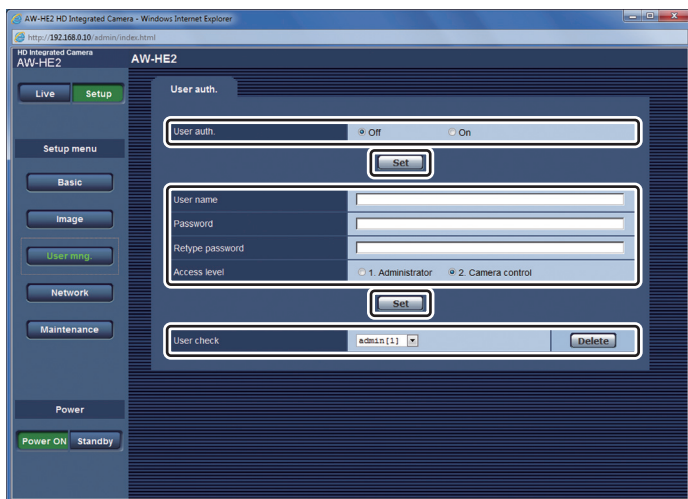 AW-HE2 HD Integrated Camera - Windows Internet Explorer
http://192.168.0.10/admin/index.html
HD Integrated Camera
AW-HE2
AW-HE2
Live Setup
User auth.
User auth. Off On
Set
Setup menu
Basic
Image
User mng.
Network
Maintenance
User name
Password
Retype password
Access level 1. Administrator 2. Camera control
Set
User check admin[1] Delete
Power
Power ON Standby